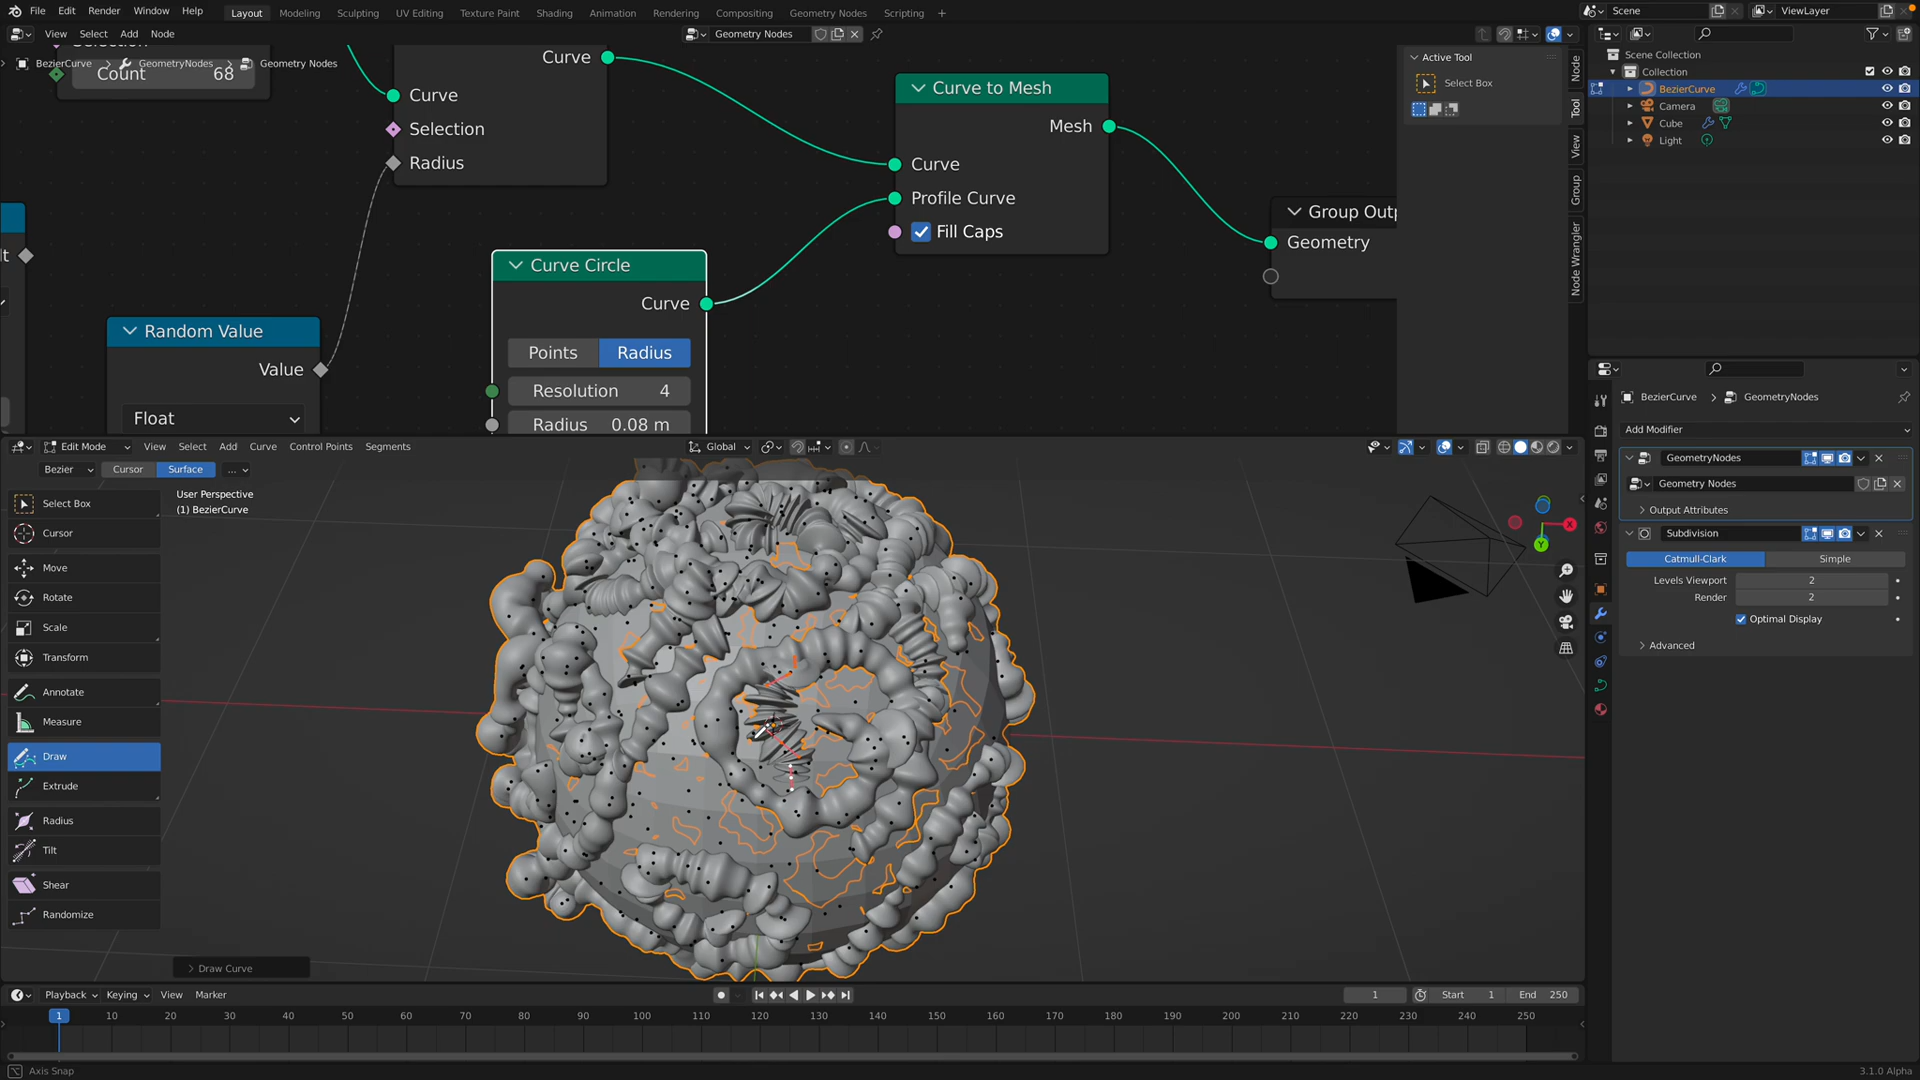 File Edit Render Window Help Layout Modeling Sculpting UV Editing Texture Paint Shading Animation Rendering Compositing Geometry Nodes Scripting + Scene ViewLayer
View Select Add Node Geometry Nodes
BezierCurve > GeometryNodes > Geometry Nodes
Count 68
Curve
Curve
Selection
Radius
Random Value
Value
Float
Curve Circle
Curve
Points Radius
Resolution 4
Radius 0.08 m
Curve to Mesh
Mesh
Curve
Profile Curve
Fill Caps
Group Outp
Geometry
Active Tool
Select Box
Node
Tool
View
Group
Node Wrangler
Scene Collection
Collection
BezierCurve
Camera
Cube
Light
BezierCurve > GeometryNodes
Add Modifier
GeometryNodes
Geometry Nodes
Output Attributes
Subdivision
Catmull-Clark Simple
Levels Viewport 2
Render 2
Optimal Display
Advanced
Edit Mode View Select Add Curve Control Points Segments Global
Bezier Cursor Surface ...
User Perspective
(1) BezierCurve
Select Box
Cursor
Move
Rotate
Scale
Transform
Annotate
Measure
Draw
Extrude
Radius
Tilt
Shear
Randomize
X
Y
Draw Curve
Playback Keying View Marker 1 Start 1 End 250
1 10 20 30 40 50 60 70 80 90 100 110 120 130 140 150 160 170 180 190 200 210 220 230 240 250
Axis Snap 3.1.0 Alpha